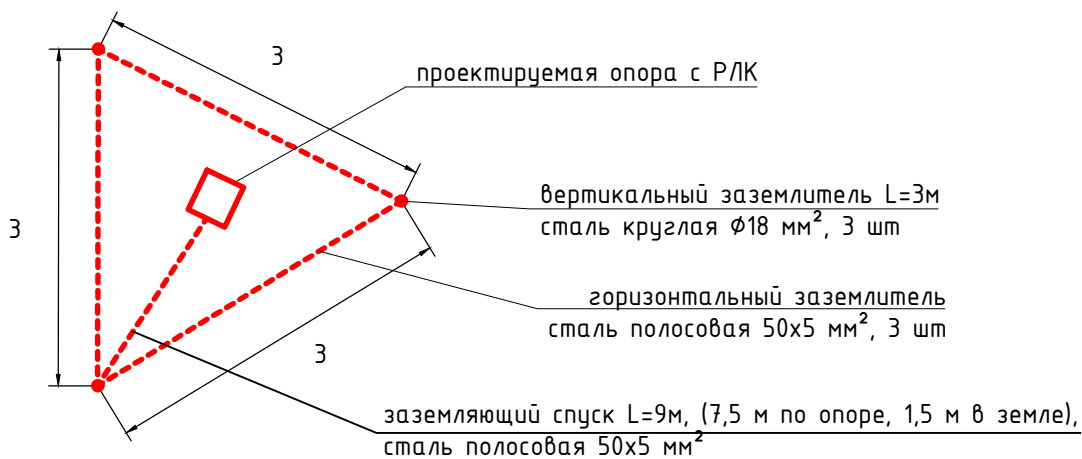 3
проектируемая опора с РЛК
3
вертикальный заземлитель L=3м
сталь круглая Ф18 мм², 3 шт
горизонтальный заземлитель
сталь полосовая 50х5 мм², 3 шт
3
заземляющий спуск L=9м, (7,5 м по опоре, 1,5 м в земле),
сталь полосовая 50х5 мм²